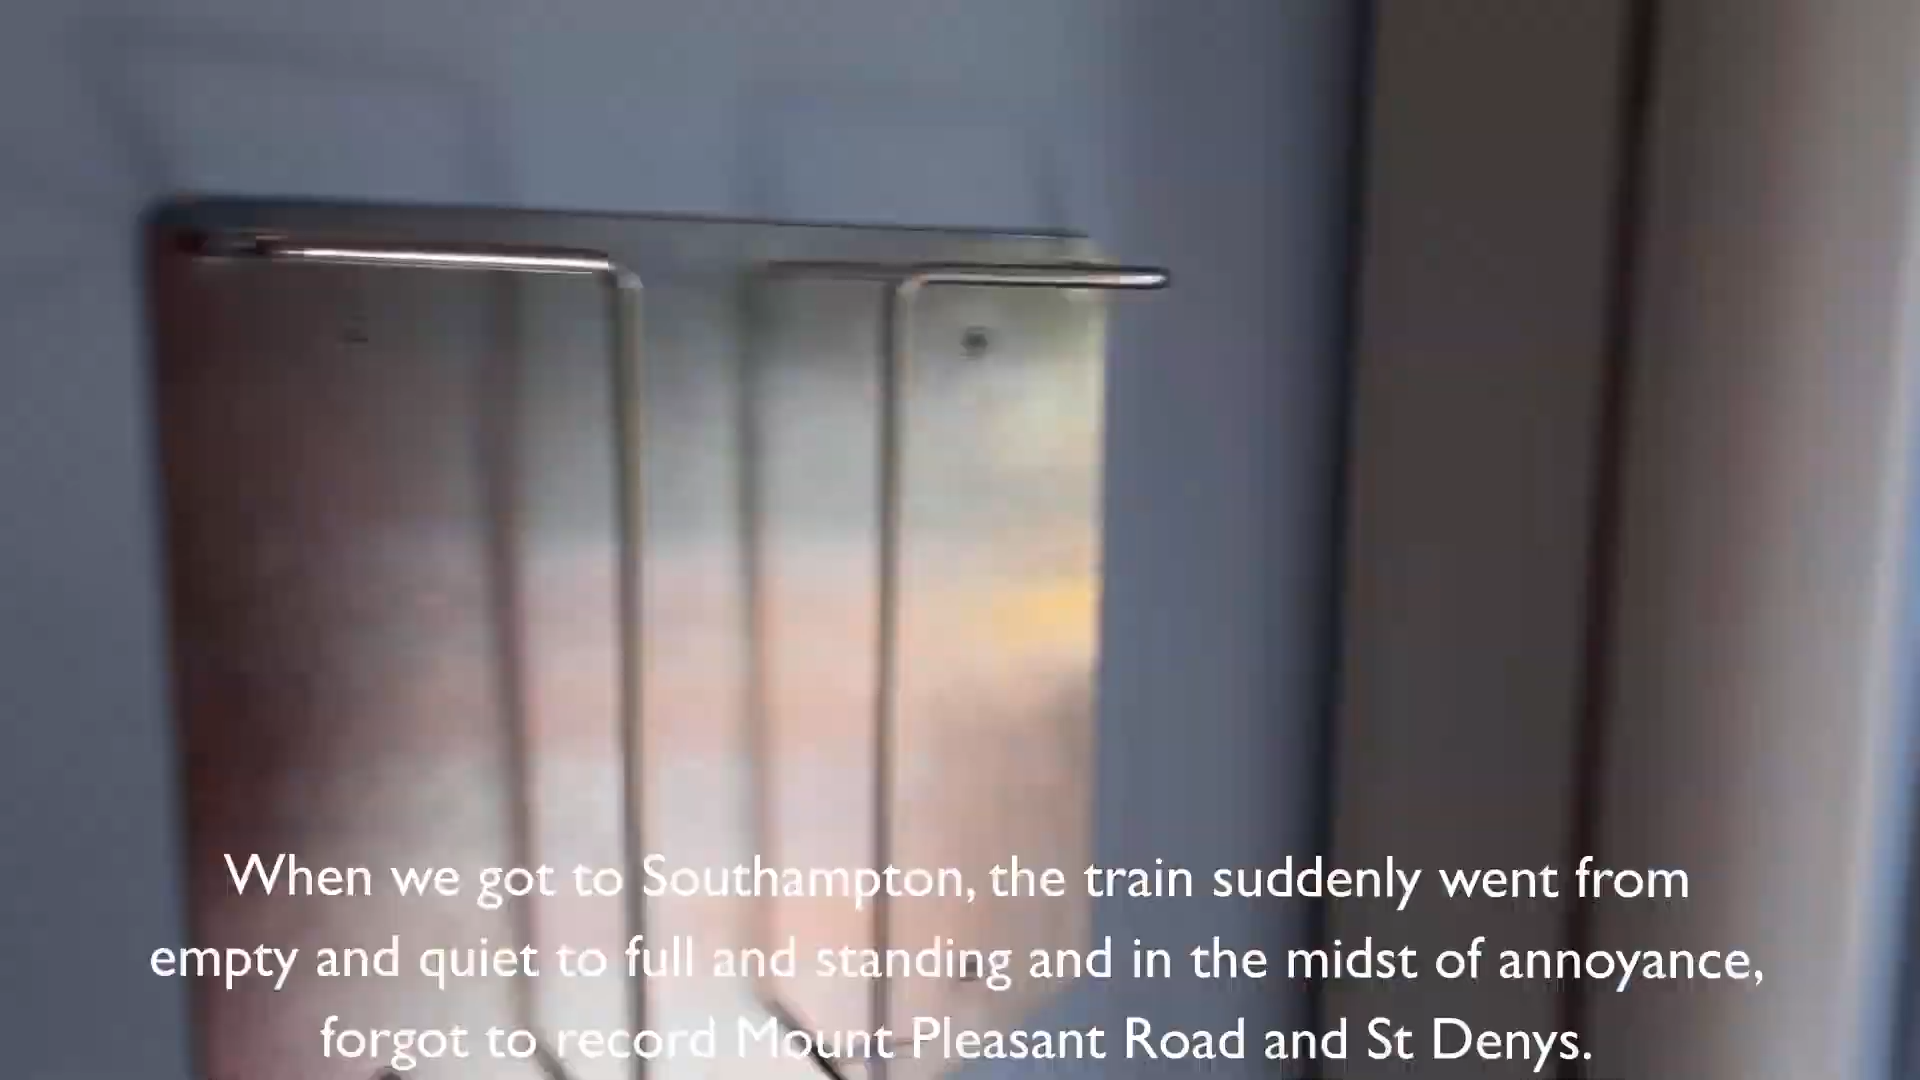 When we got to Southampton, the train suddenly went from
empty and quiet to full and standing and in the midst of annoyance,
forgot to record Mount Pleasant Road and St Denys.